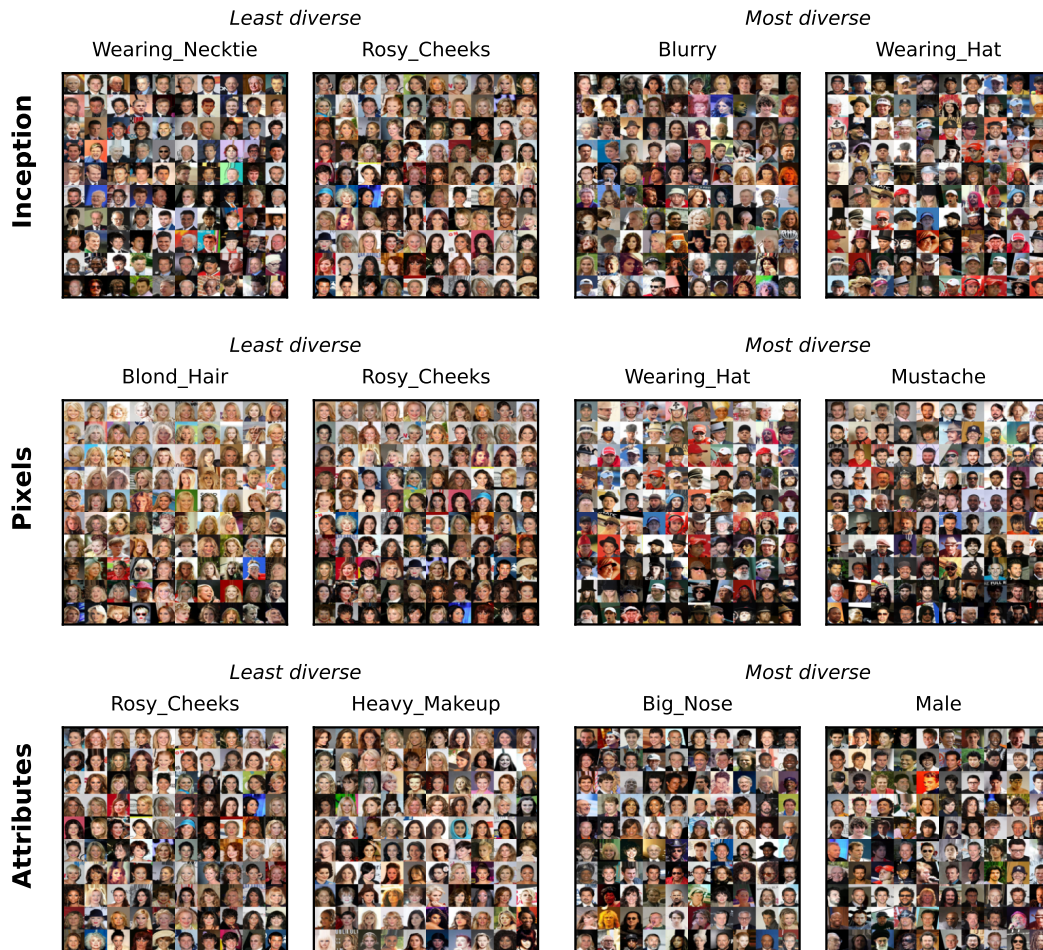 Least diverse
Most diverse
Wearing_Necktie
Rosy_Cheeks
Blurry
Wearing_Hat
Inception
Least diverse
Most diverse
Blond_Hair
Rosy_Cheeks
Wearing_Hat
Mustache
Pixels
Least diverse
Most diverse
Rosy_Cheeks
Heavy_Makeup
Big_Nose
Male
Attributes